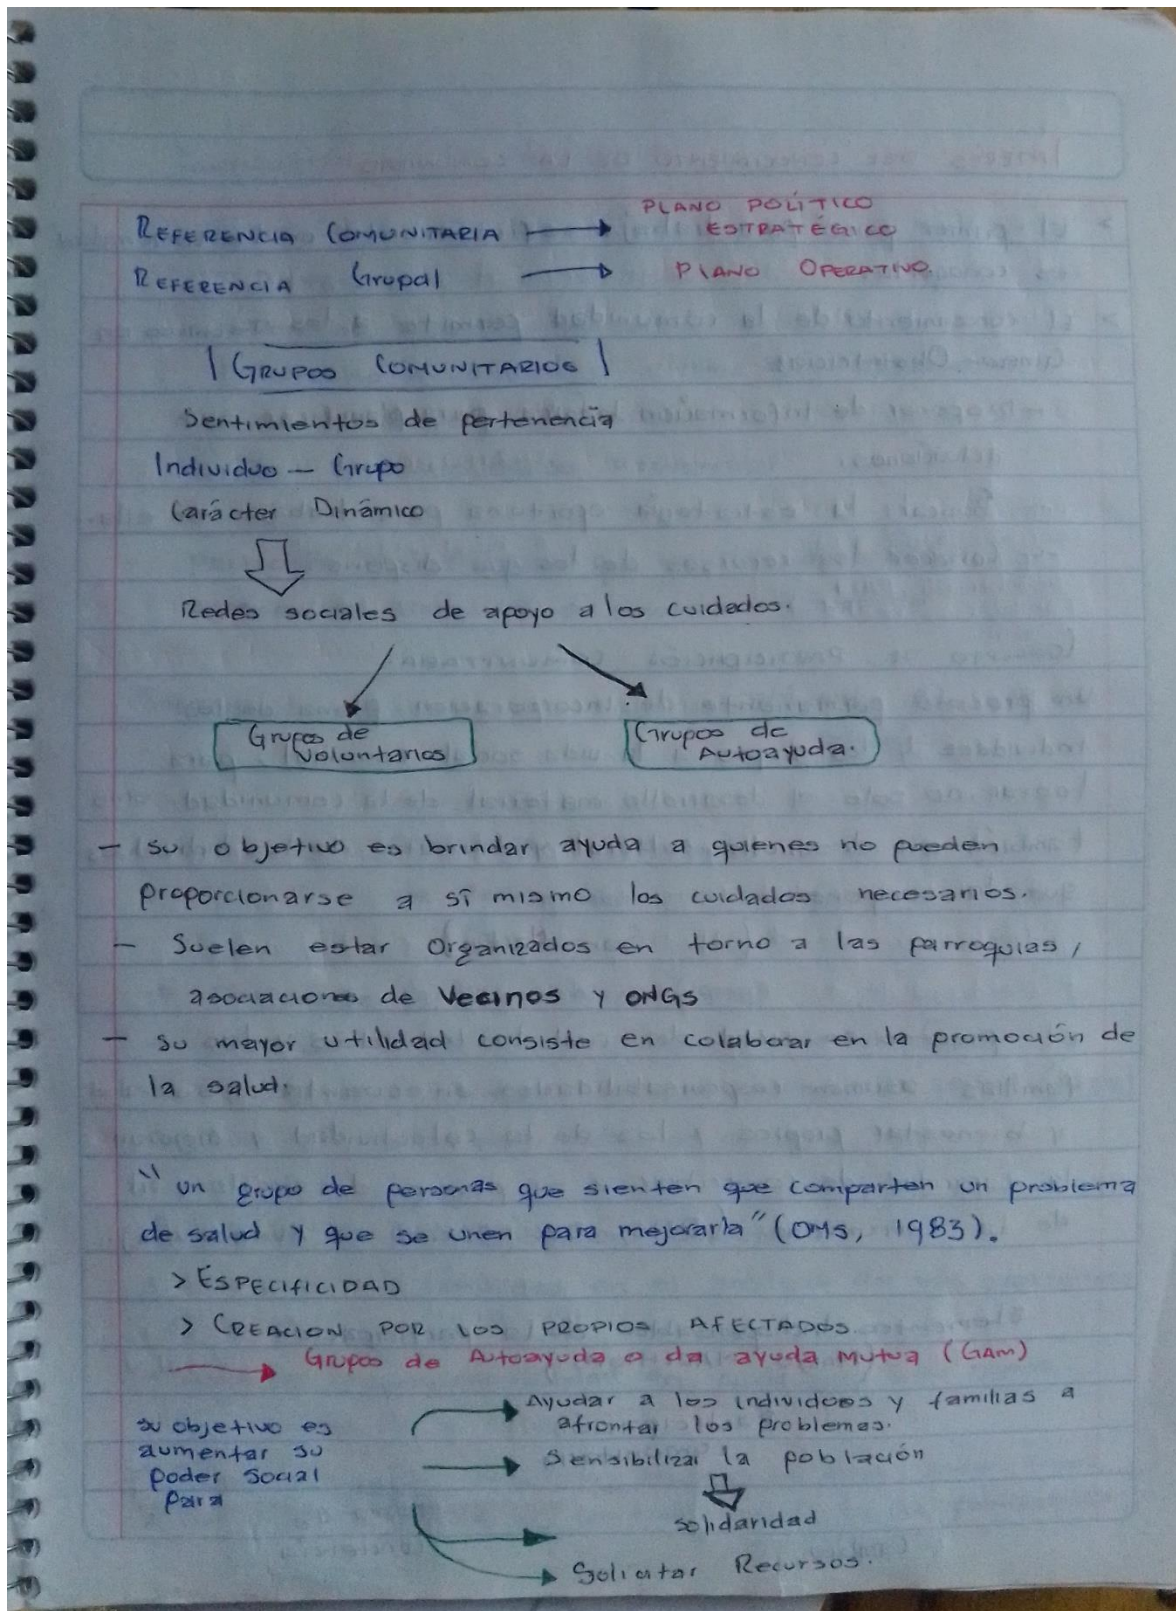 PLANO POLÍTICO
REFERENCIA COMUNITARIA → ESTRATÉGICO
REFERENCIA Grupal → PLANO OPERATIVO.
GRUPOS COMUNITARIOS
Sentimientos de pertenencia
Individuo - Grupo
Carácter Dinámico
Redes sociales de apoyo a los cuidados.
Grupos de Voluntarios
Grupos de Autoayuda.
- su objetivo es brindar ayuda a quienes no pueden
proporcionarse a sí mismo los cuidados necesarios.
- Suelen estar Organizados en torno a las parroquias,
asociaciones de Vecinos y ONGs
- su mayor utilidad consiste en colaborar en la promoción de
la salud.
"un grupo de personas que sienten que comparten un problema
de salud y que se unen para mejorarla" (OMS, 1983).
> ESPECIFICIDAD
> CREACION POR LOS PROPIOS AFECTADOS.
→ Grupos de Autoayuda o da ayuda Mutua (GAM)
su objetivo es
aumentar su
poder Social
para
Ayudar a los individuos y familias a
afrontar los problemas.
Sensibilizar la población
solidaridad
Solicitar Recursos.